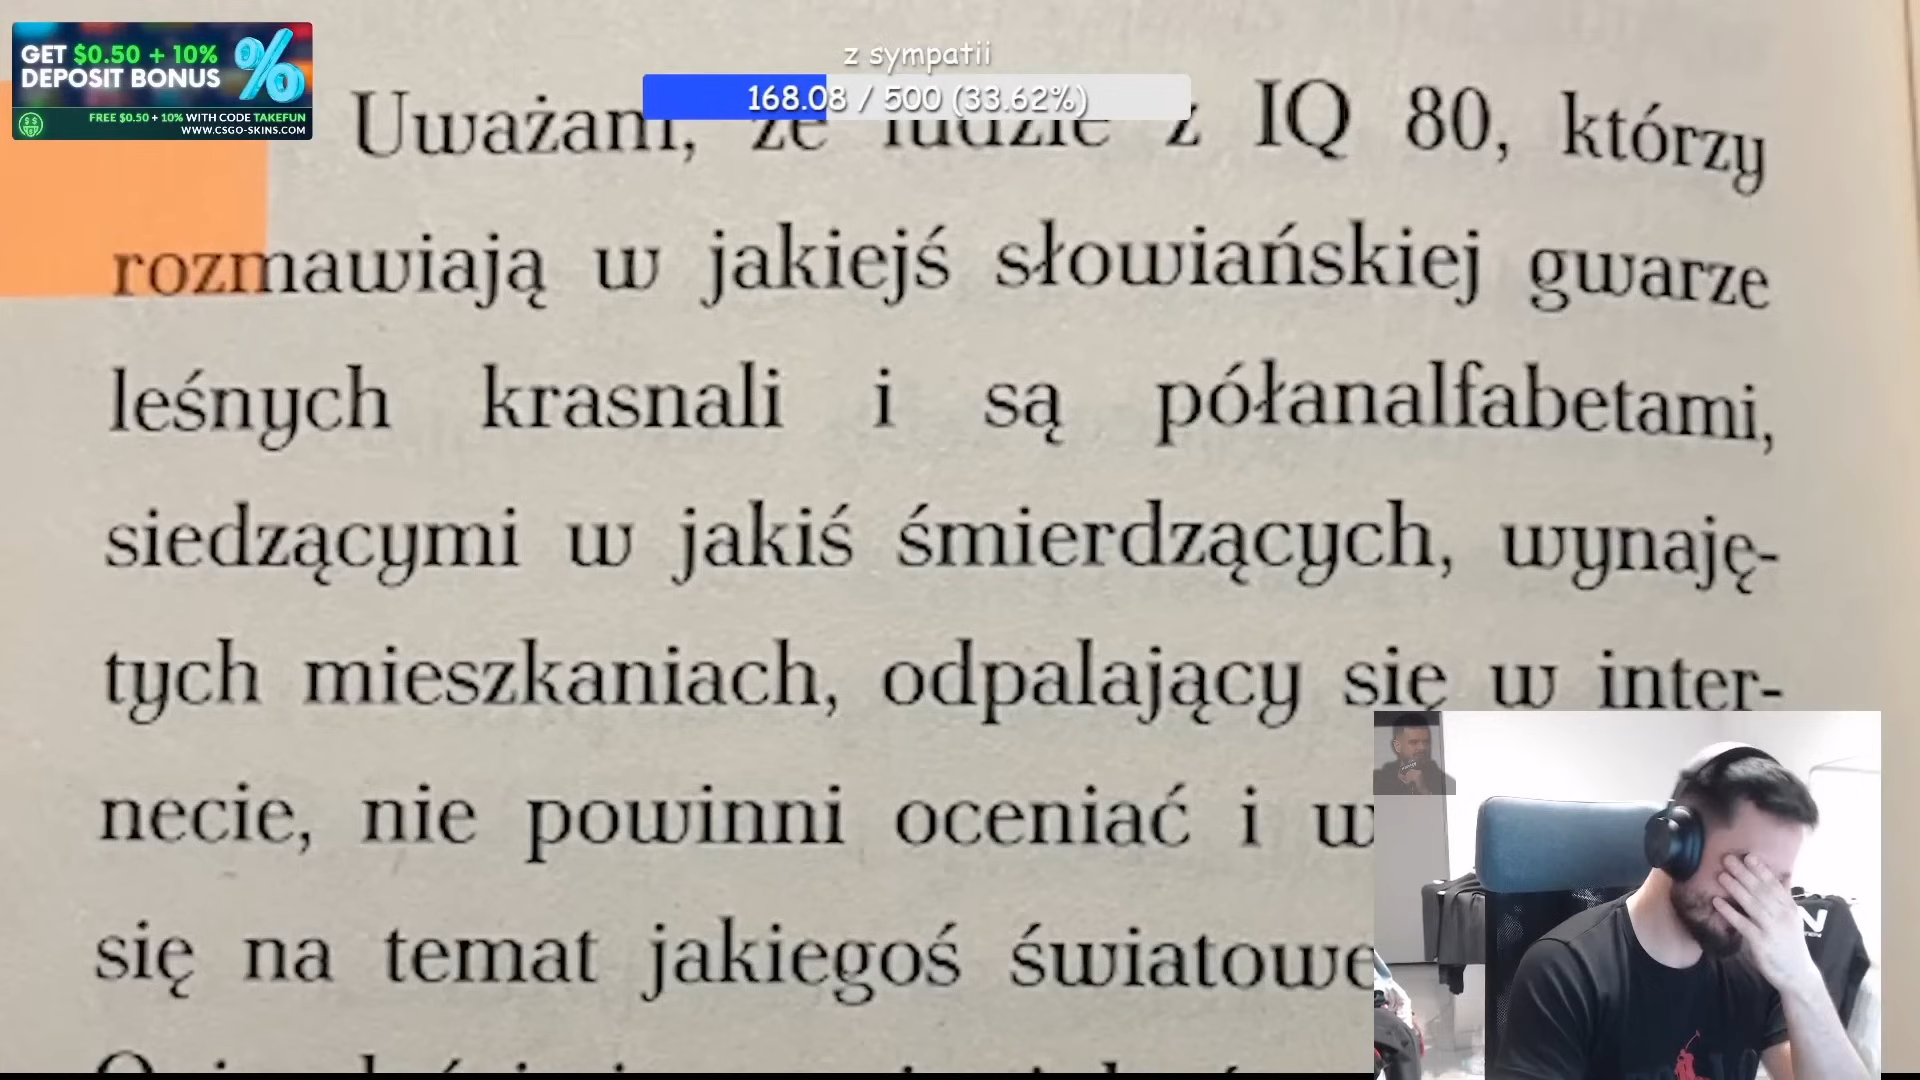 GET $0.50 + 10%
DEPOSIT BONUS
%
FREE $0.50 + 10% WITH CODE TAKEFUN
WWW.CSGO-SKINS.COM
z sympatii
168.08 / 500 (33.62%)
Uważam, że ludzie z IQ 80, którzy
rozmawiają w jakiejś słowiańskiej gwarze
leśnych krasnali i są półanalfabetami,
siedzącymi w jakiś śmierdzących, wynaję-
tych mieszkaniach, odpalający się w inter-
necie, nie powinni oceniać i
się na temat jakiegoś